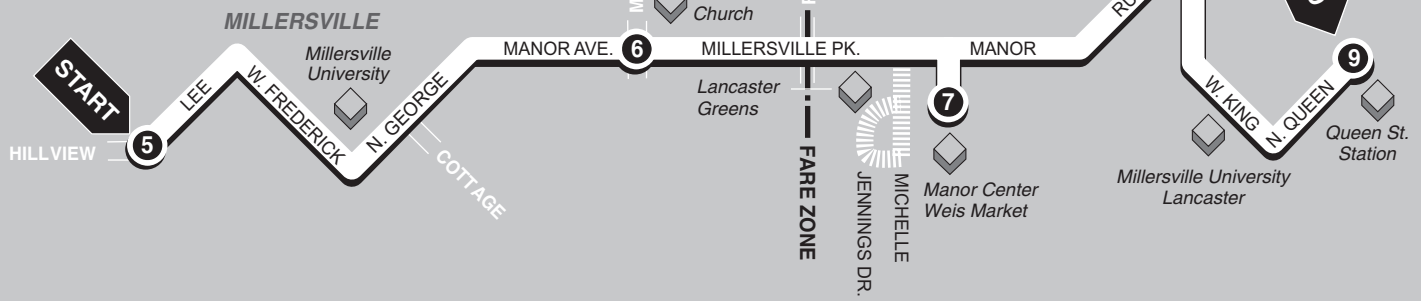 MILLERSVILLE
Church
Millersville
University
START
LEE
W. FREDERICK
N. GEORGE
MANOR AVE.
6
MILLERSVILLE PK.
MANOR
Lancaster
Greens
7
5
HILLVIEW
COTTAGE
FARE ZONE
JENNINGS DR.
MICHELLE
Manor Center
Weis Market
W. KING
N. QUEEN
9
Queen St.
Station
Millersville University
Lancaster